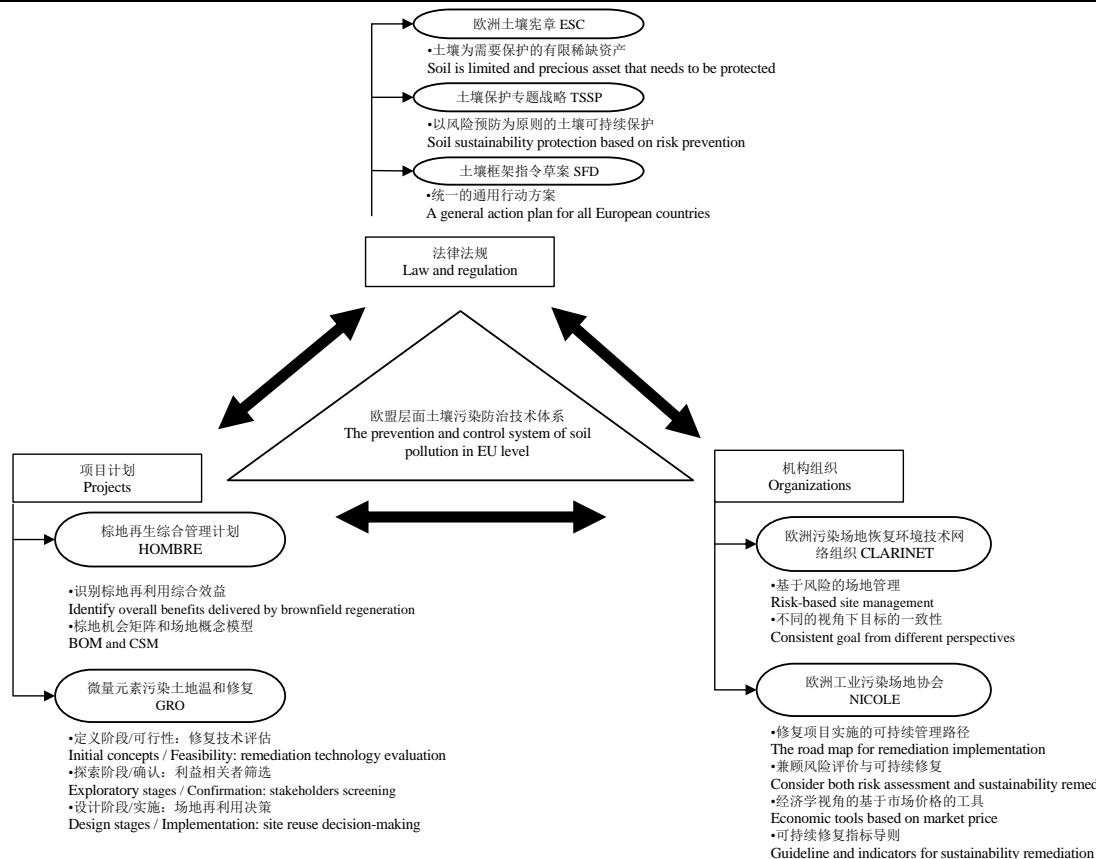 欧洲土壤宪章 ESC
•土壤为需要保护的有限稀缺资产
Soil is limited and precious asset that needs to be protected
土壤保护专题战略 TSSP
•以风险预防为原则的土壤可持续保护
Soil sustainability protection based on risk prevention
土壤框架指令草案 SFD
•统一的通用行动方案
A general action plan for all European countries
法律法规
Law and regulation
欧盟层面土壤污染防治技术体系
The prevention and control system of soil
pollution in EU level
项目计划
Projects
棕地再生综合管理计划
HOMBRE
•识别棕地再利用综合效益
Identify overall benefits delivered by brownfield regeneration
•棕地机会矩阵和场地概念模型
BOM and CSM
微量元素污染土地温和修复
GRO
•定义阶段/可行性：修复技术评估
Initial concepts / Feasibility: remediation technology evaluation
•探索阶段/确认：利益相关者筛选
Exploratory stages / Confirmation: stakeholders screening
•设计阶段/实施：场地再利用决策
Design stages / Implementation: site reuse decision-making
机构组织
Organizations
欧洲污染场地恢复环境技术网
络组织 CLARINET
•基于风险的场地管理
Risk-based site management
•不同的视角下目标的一致性
Consistent goal from different perspectives
欧洲工业污染场地协会
NICOLE
•修复项目实施的可持续管理路径
The road map for remediation implementation
•兼顾风险评价与可持续修复
Consider both risk assessment and sustainability remed
•经济学视角的基于市场价格的工具
Economic tools based on market price
•可持续修复指标导则
Guideline and indicators for sustainability remediation